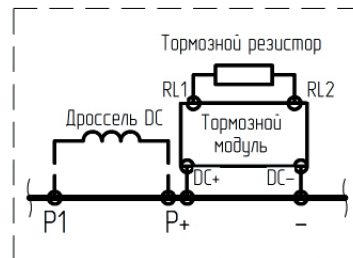 Тормозной резистор
RL1 RL2
Дроссель DC
Тормозной
модуль
DC+ DC-
P1 P+ -